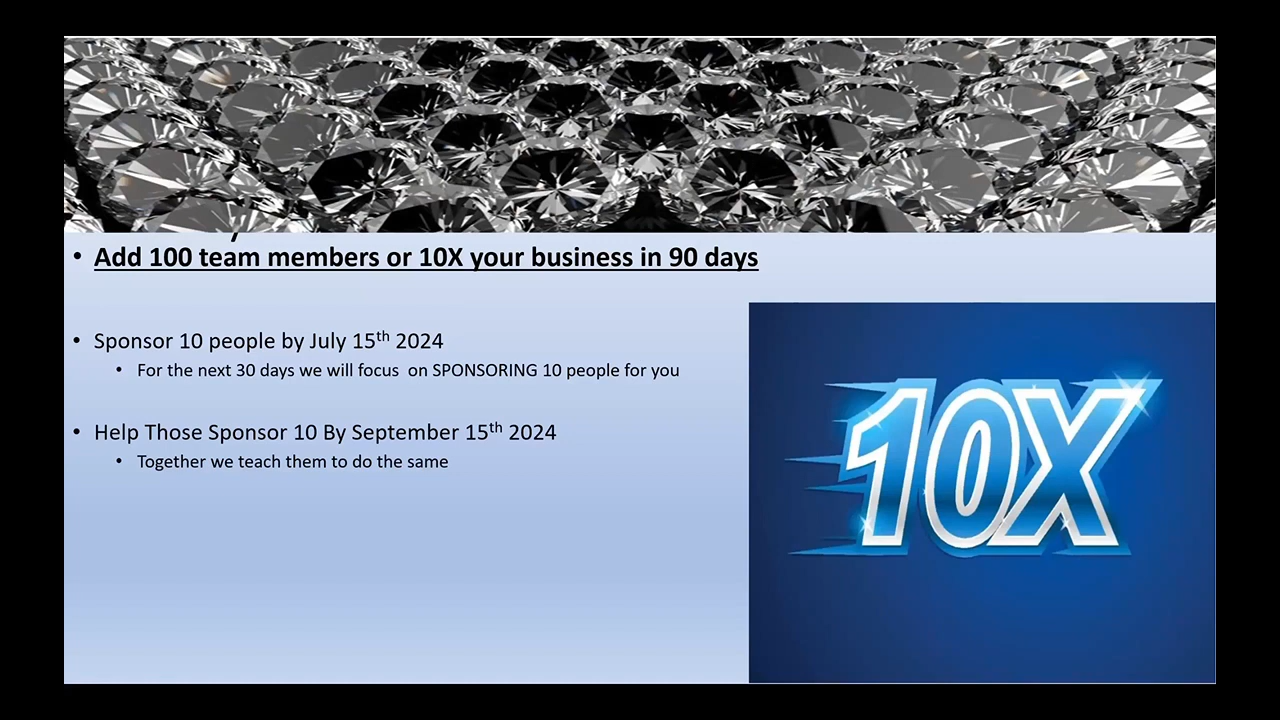 • Add 100 team members or 10X your business in 90 days
• Sponsor 10 people by July 15th 2024
• For the next 30 days we will focus on SPONSORING 10 people for you
• Help Those Sponsor 10 By September 15th 2024
• Together we teach them to do the same
10X